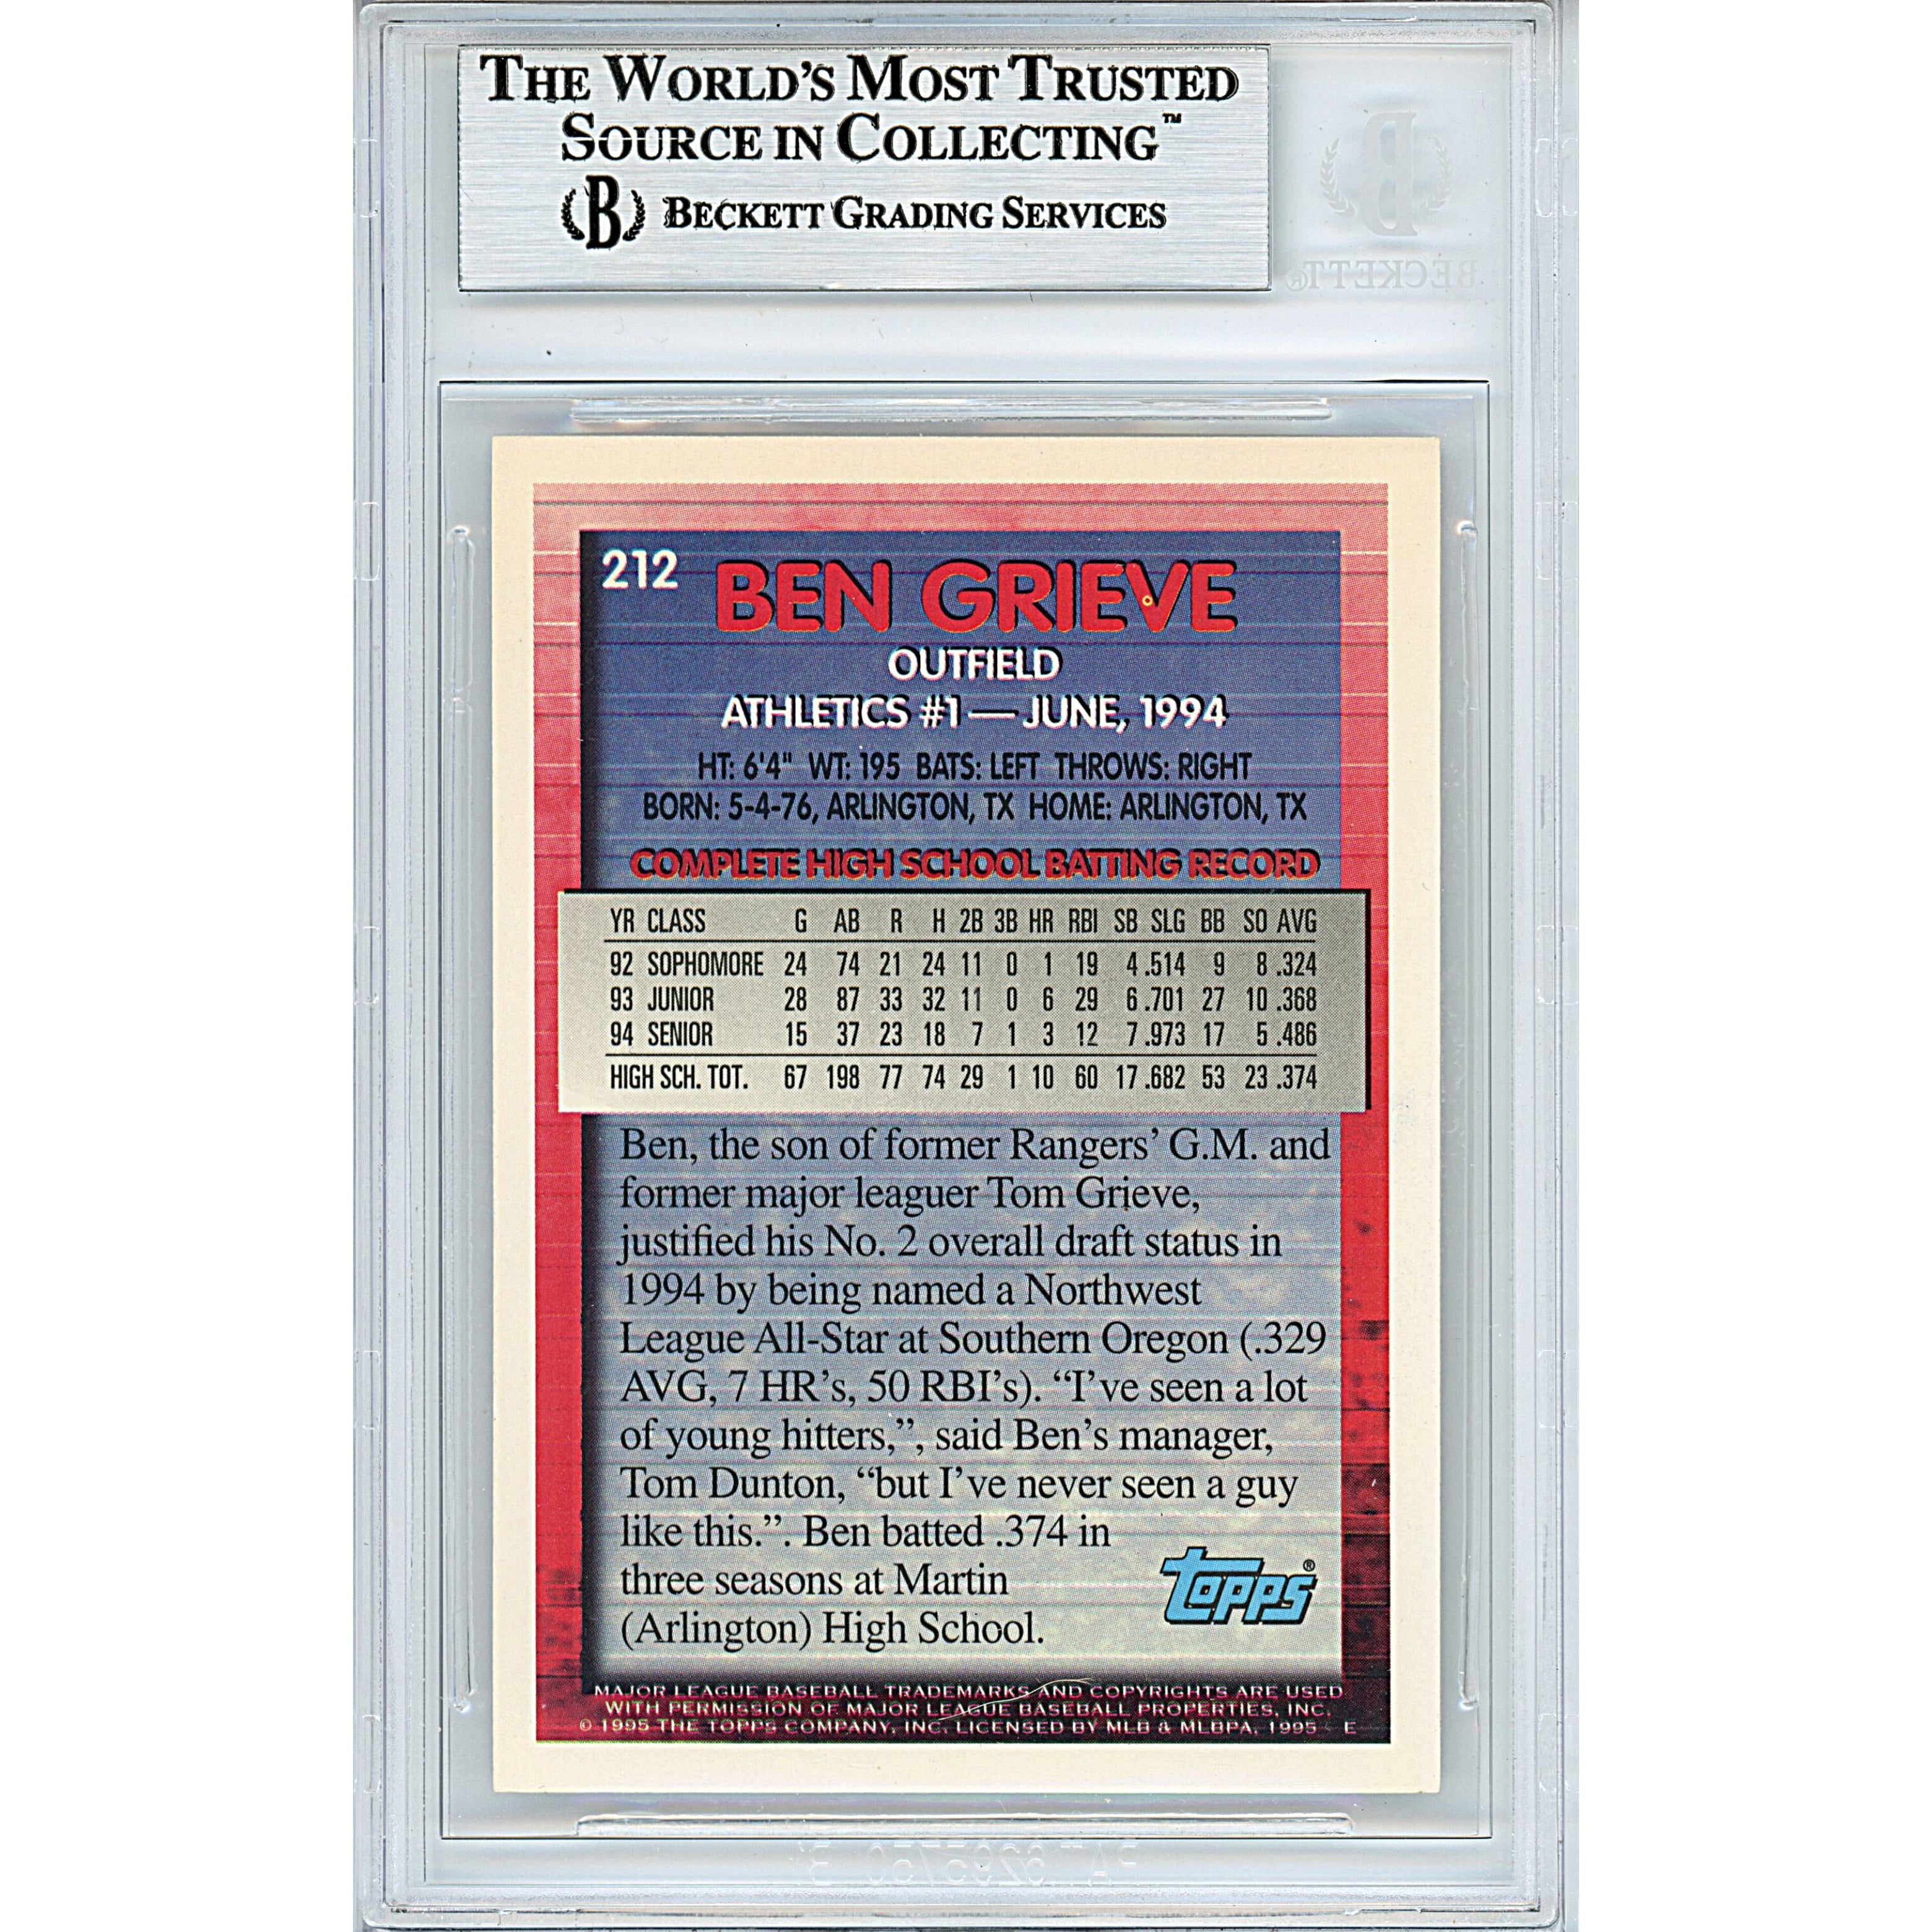 THE WORLD'S MOST TRUSTED
SOURCE IN COLLECTING™
B BECKETT GRADING SERVICES
BECKETT®
212 BEN GRIEVE
OUTFIELD
ATHLETICS #1 — JUNE, 1994
HT: 6'4" WT: 195 BATS: LEFT THROWS: RIGHT
BORN: 5-4-76, ARLINGTON, TX HOME: ARLINGTON, TX
COMPLETE HIGH SCHOOL BATTING RECORD
YR CLASS G AB R H 2B 3B HR RBI SB SLG BB SO AVG
92 SOPHOMORE 24 74 21 24 11 0 1 19 4 .514 9 8 .324
93 JUNIOR 28 87 33 32 11 0 6 29 6 .701 27 10 .368
94 SENIOR 15 37 23 18 7 1 3 12 7 .973 17 5 .486
HIGH SCH. TOT. 67 198 77 74 29 1 10 60 17 .682 53 23 .374
Ben, the son of former Rangers' G.M. and
former major leaguer Tom Grieve,
justified his No. 2 overall draft status in
1994 by being named a Northwest
League All-Star at Southern Oregon (.329
AVG, 7 HR's, 50 RBI's). “I've seen a lot
of young hitters,”, said Ben's manager,
Tom Dunton, “but I've never seen a guy
like this.”. Ben batted .374 in
three seasons at Martin
(Arlington) High School.
topps®
MAJOR LEAGUE BASEBALL TRADEMARKS AND COPYRIGHTS ARE USED
WITH PERMISSION OF MAJOR LEAGUE BASEBALL PROPERTIES, INC.
© 1995 THE TOPPS COMPANY, INC. LICENSED BY MLB & MLBPA, 1995 E